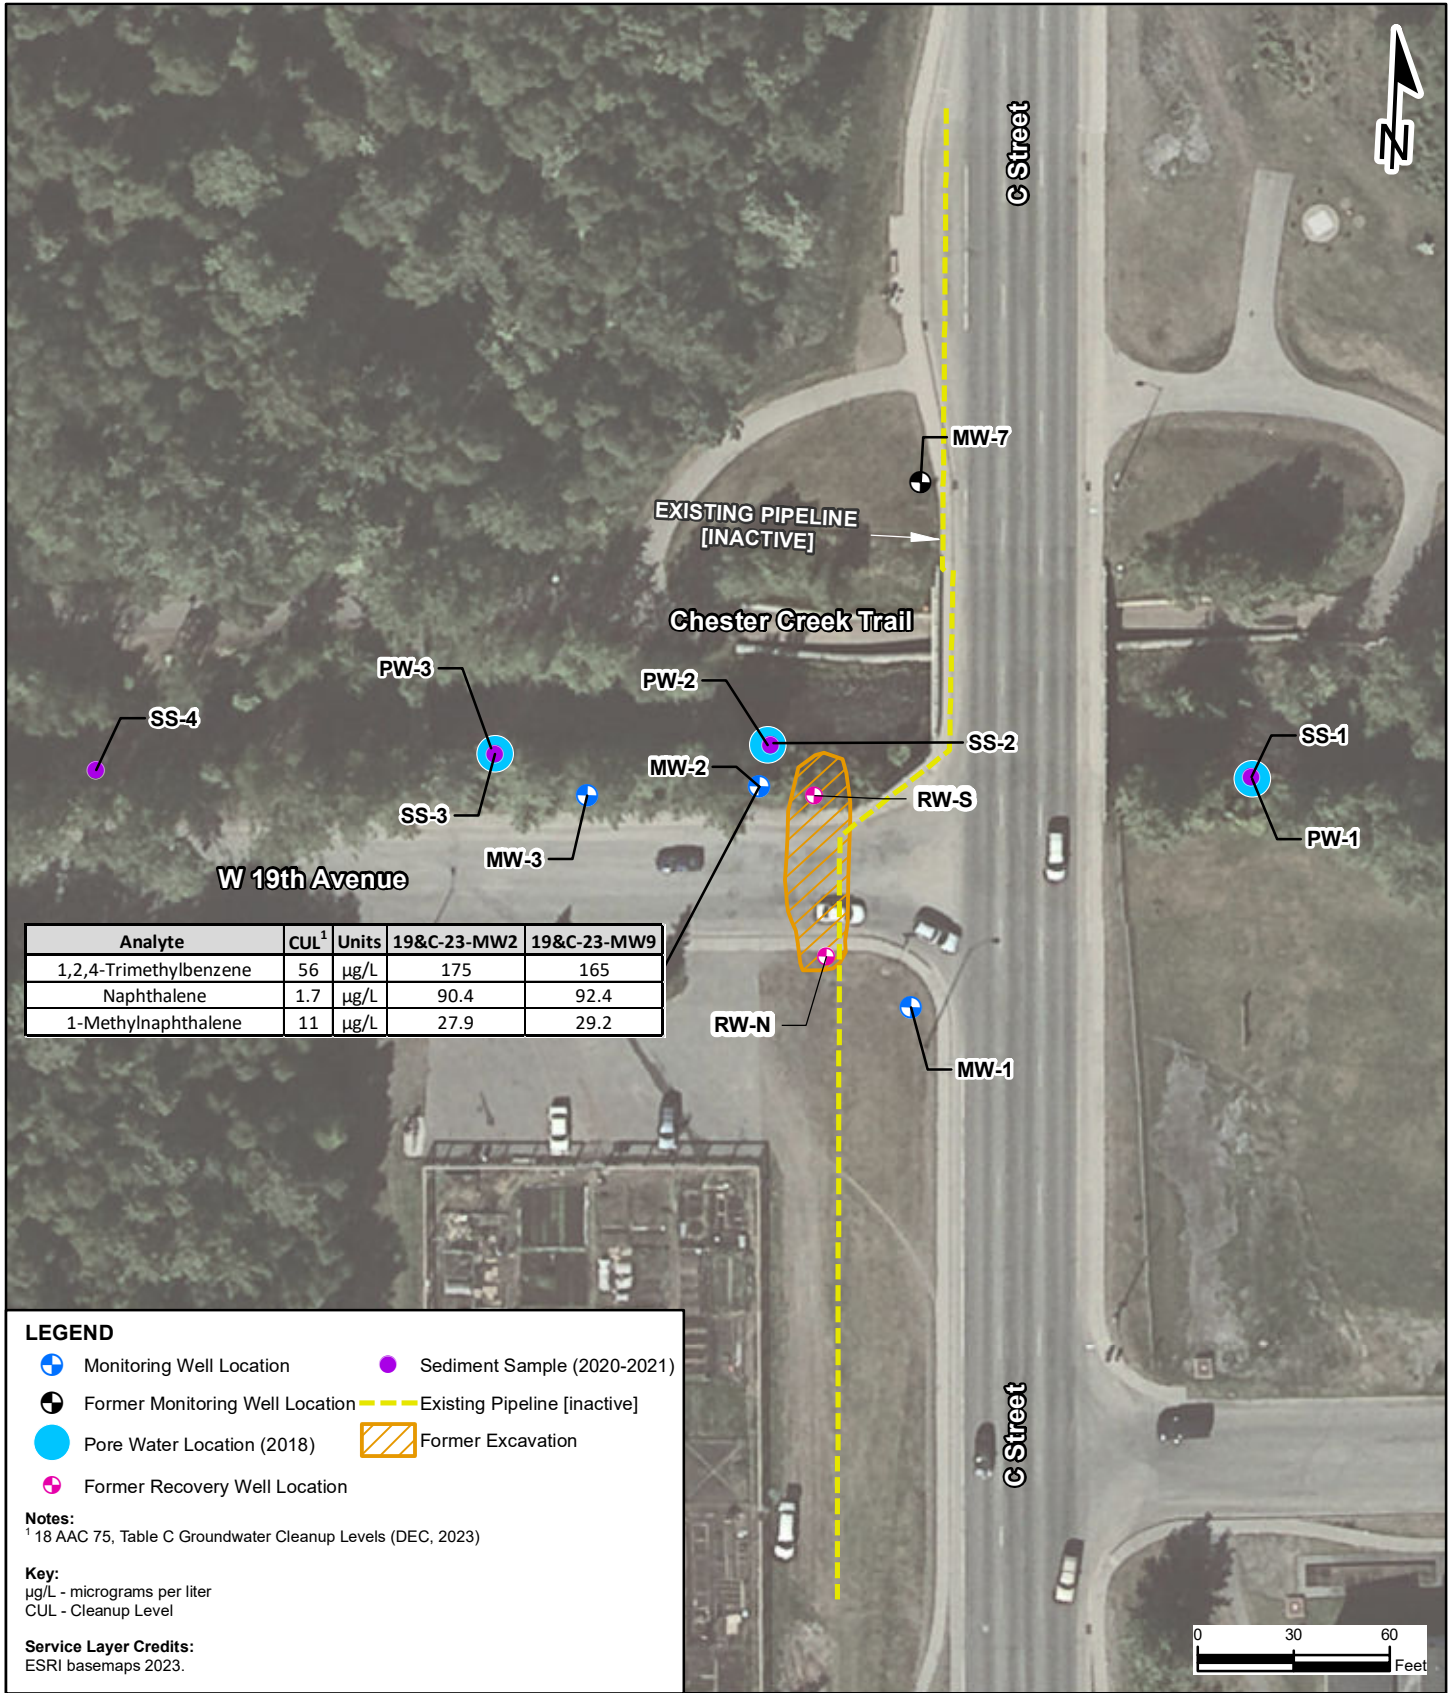 N
C Street
MW-7
EXISTING PIPELINE
[INACTIVE]
Chester Creek Trail
PW-3
PW-2
SS-4
SS-2
SS-1
MW-2
RW-S
SS-3
PW-1
MW-3
W 19th Avenue
Analyte CUL¹ Units 19&C-23-MW2 19&C-23-MW9
1,2,4-Trimethylbenzene 56 µg/L 175 165
Naphthalene 1.7 µg/L 90.4 92.4
1-Methylnaphthalene 11 µg/L 27.9 29.2
RW-N
MW-1
C Street
LEGEND
Monitoring Well Location
Former Monitoring Well Location
Pore Water Location (2018)
Former Recovery Well Location
Sediment Sample (2020-2021)
Existing Pipeline [inactive]
Former Excavation
Notes:
¹ 18 AAC 75, Table C Groundwater Cleanup Levels (DEC, 2023)
Key:
µg/L - micrograms per liter
CUL - Cleanup Level
Service Layer Credits:
ESRI basemaps 2023.
0 30 60
Feet